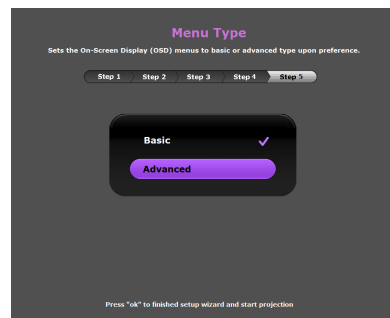 Menu Type
Sets the On-Screen Display (OSD) menus to basic or advanced type upon preference.
Step 1 Step 2 Step 3 Step 4 Step 5
Basic
Advanced
Press "ok" to finished setup wizard and start projection